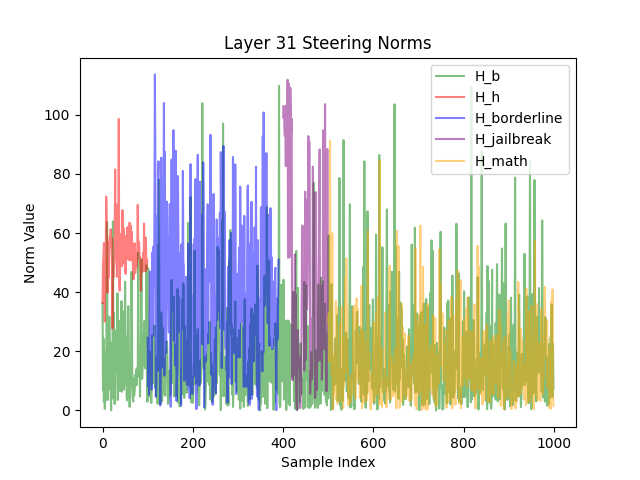 Layer 31 Steering Norms
H_b
H_h
H_borderline
H_jailbreak
H_math
Norm Value
100
80
60
40
20
0
0
200
400
600
800
1000
Sample Index